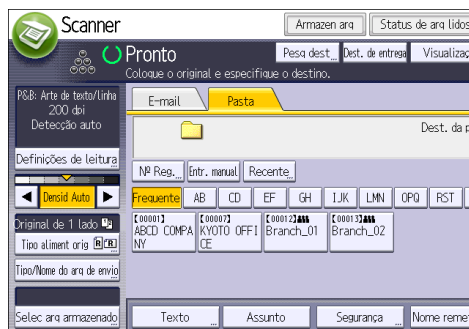 Scanner
Armazen arq
Status de arq lidos
Pronto
Coloque o original e especifique o destino.
Pesq dest
Dest. de entrega
P&B: Arte de texto/linha
200 dpi
Detecção auto
E-mail
Pasta
Dest. da
Definições de leitura
Nº Reg.
Entr. manual
Recente
Densid Auto
Frequente
AB
CD
EF
GH
IJK
LMN
OPQ
RST
Original de 1 lado
[00001]
ABCD COMPA
NY
[00007]
KYOTO OFFI
CE
[00012]
Branch_01
[00013]
Branch_02
Tipo aliment orig
Tipo/Nome do arq de envio
Selec arq armazenado
Texto
Assunto
Segurança
Nome